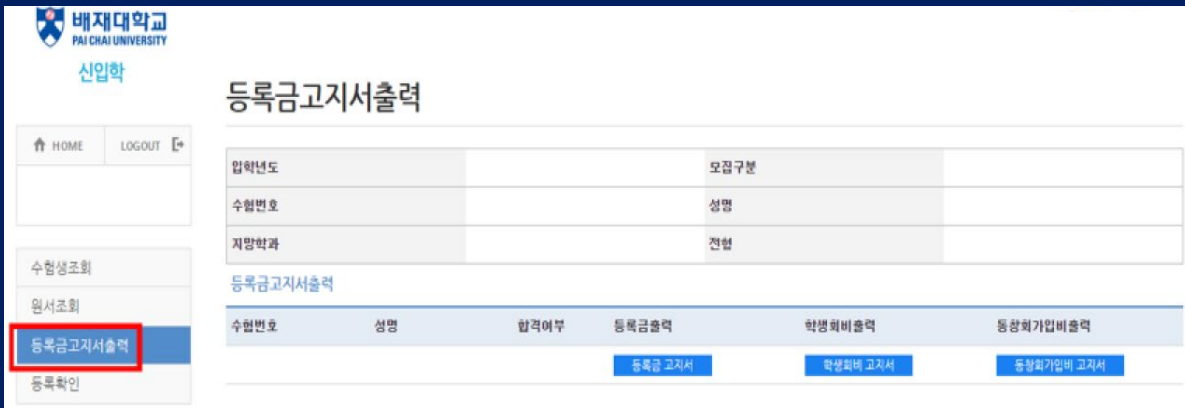 배재대학교
PAI CHAI UNIVERSITY
신입학
HOME LOGOUT
수험생조회
원서조회
등록금고지서출력
등록확인
등록금고지서출력
입학년도 모집구분
수험번호 성명
지망학과 전형
등록금고지서출력
수험번호 성명 합격여부 등록금출력 학생회비출력 동창회가입비출력
등록금 고지서 학생회비 고지서 동창회가입비 고지서